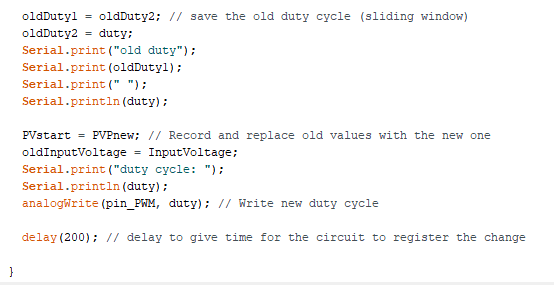 oldDuty1 = oldDuty2; // save the old duty cycle (sliding window)
oldDuty2 = duty;
Serial.print("old duty");
Serial.print(oldDuty1);
Serial.print(" ");
Serial.println(duty);
PVstart = PVPnew; // Record and replace old values with the new one
oldInputVoltage = InputVoltage;
Serial.print("duty cycle: ");
Serial.println(duty);
analogWrite(pin_PWM, duty); // Write new duty cycle
delay(200); // delay to give time for the circuit to register the change
}